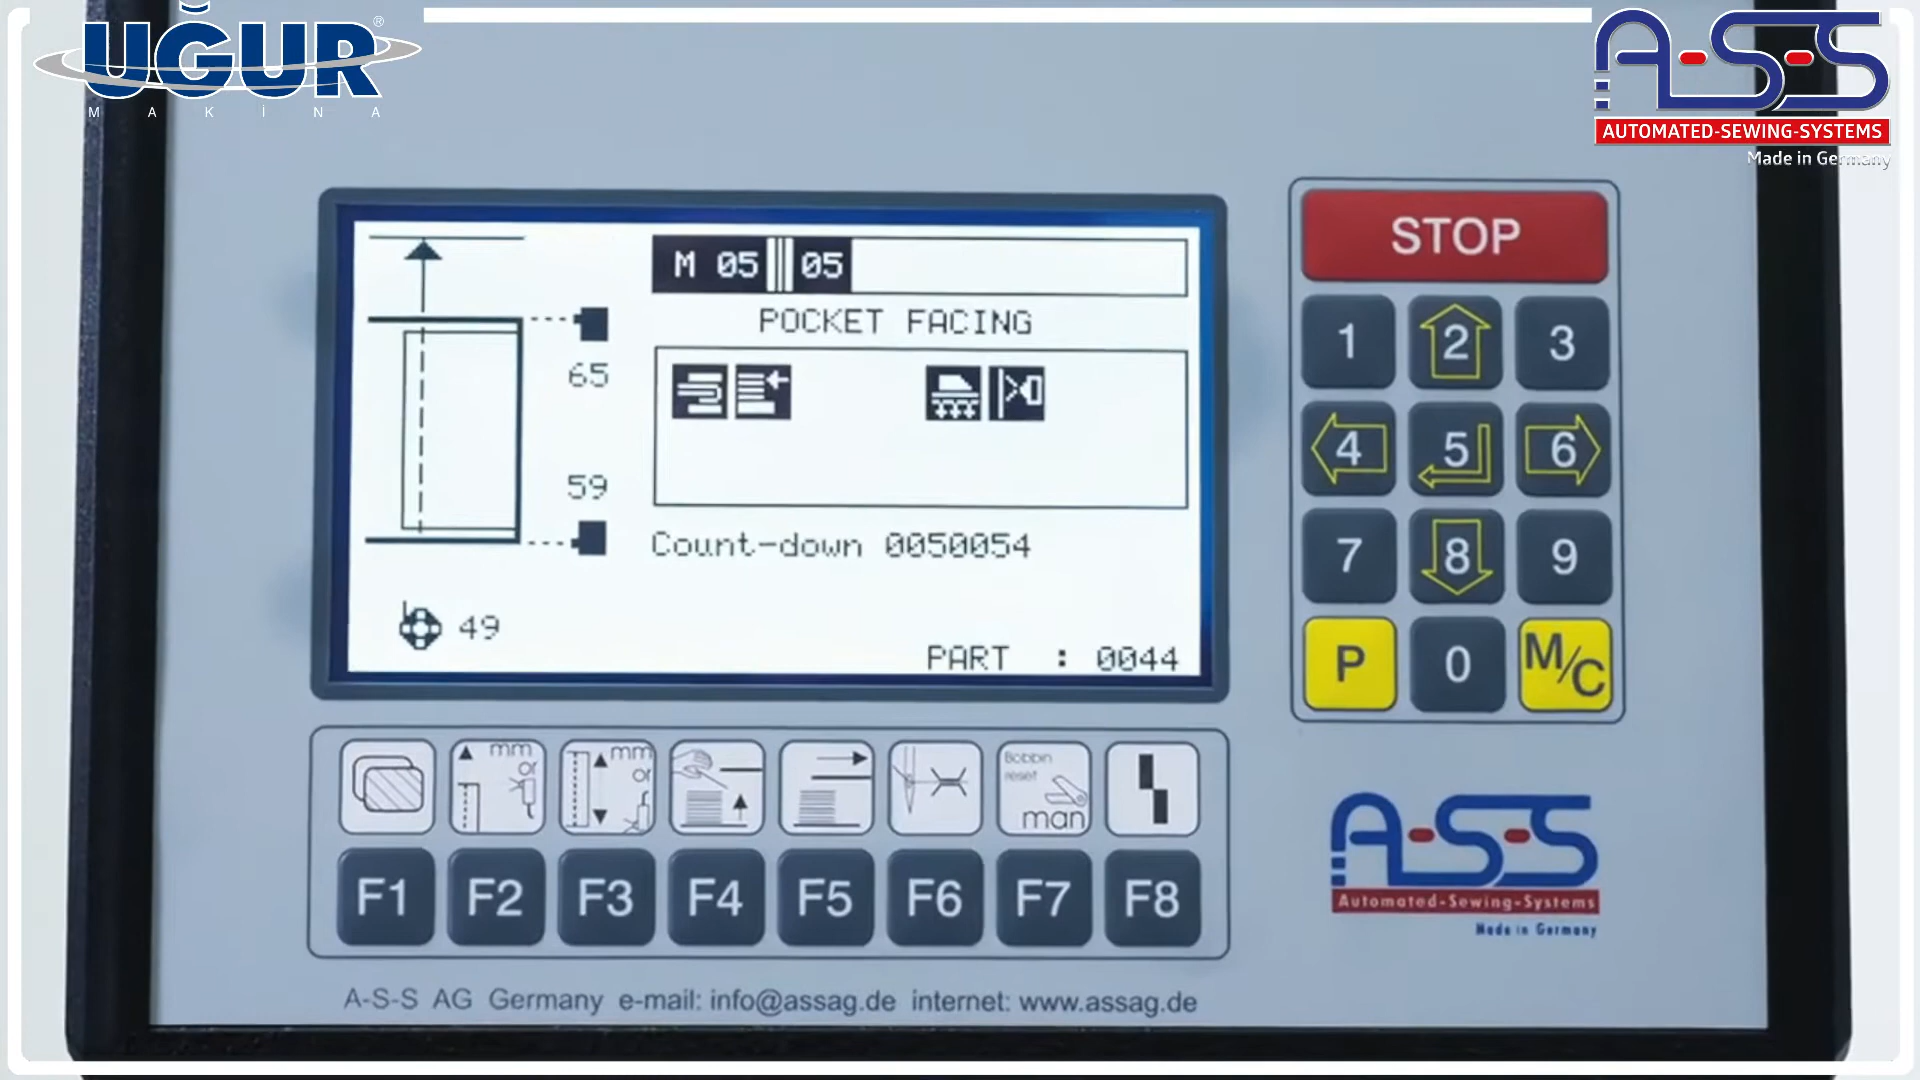 UĞUR®
MAKİNA
A-S-S
AUTOMATED-SEWING-SYSTEMS
Made in Germany
M 05 05
POCKET FACING
65
59
Count-down 0050054
49
PART : 0044
STOP
1 2 3
4 5 6
7 8 9
P 0 M/C
mm or
mm or
Bobbin reset man
F1 F2 F3 F4 F5 F6 F7 F8
A-S-S
Automated-Sewing-Systems
Made in Germany
A-S-S AG Germany e-mail: info@assag.de internet: www.assag.de